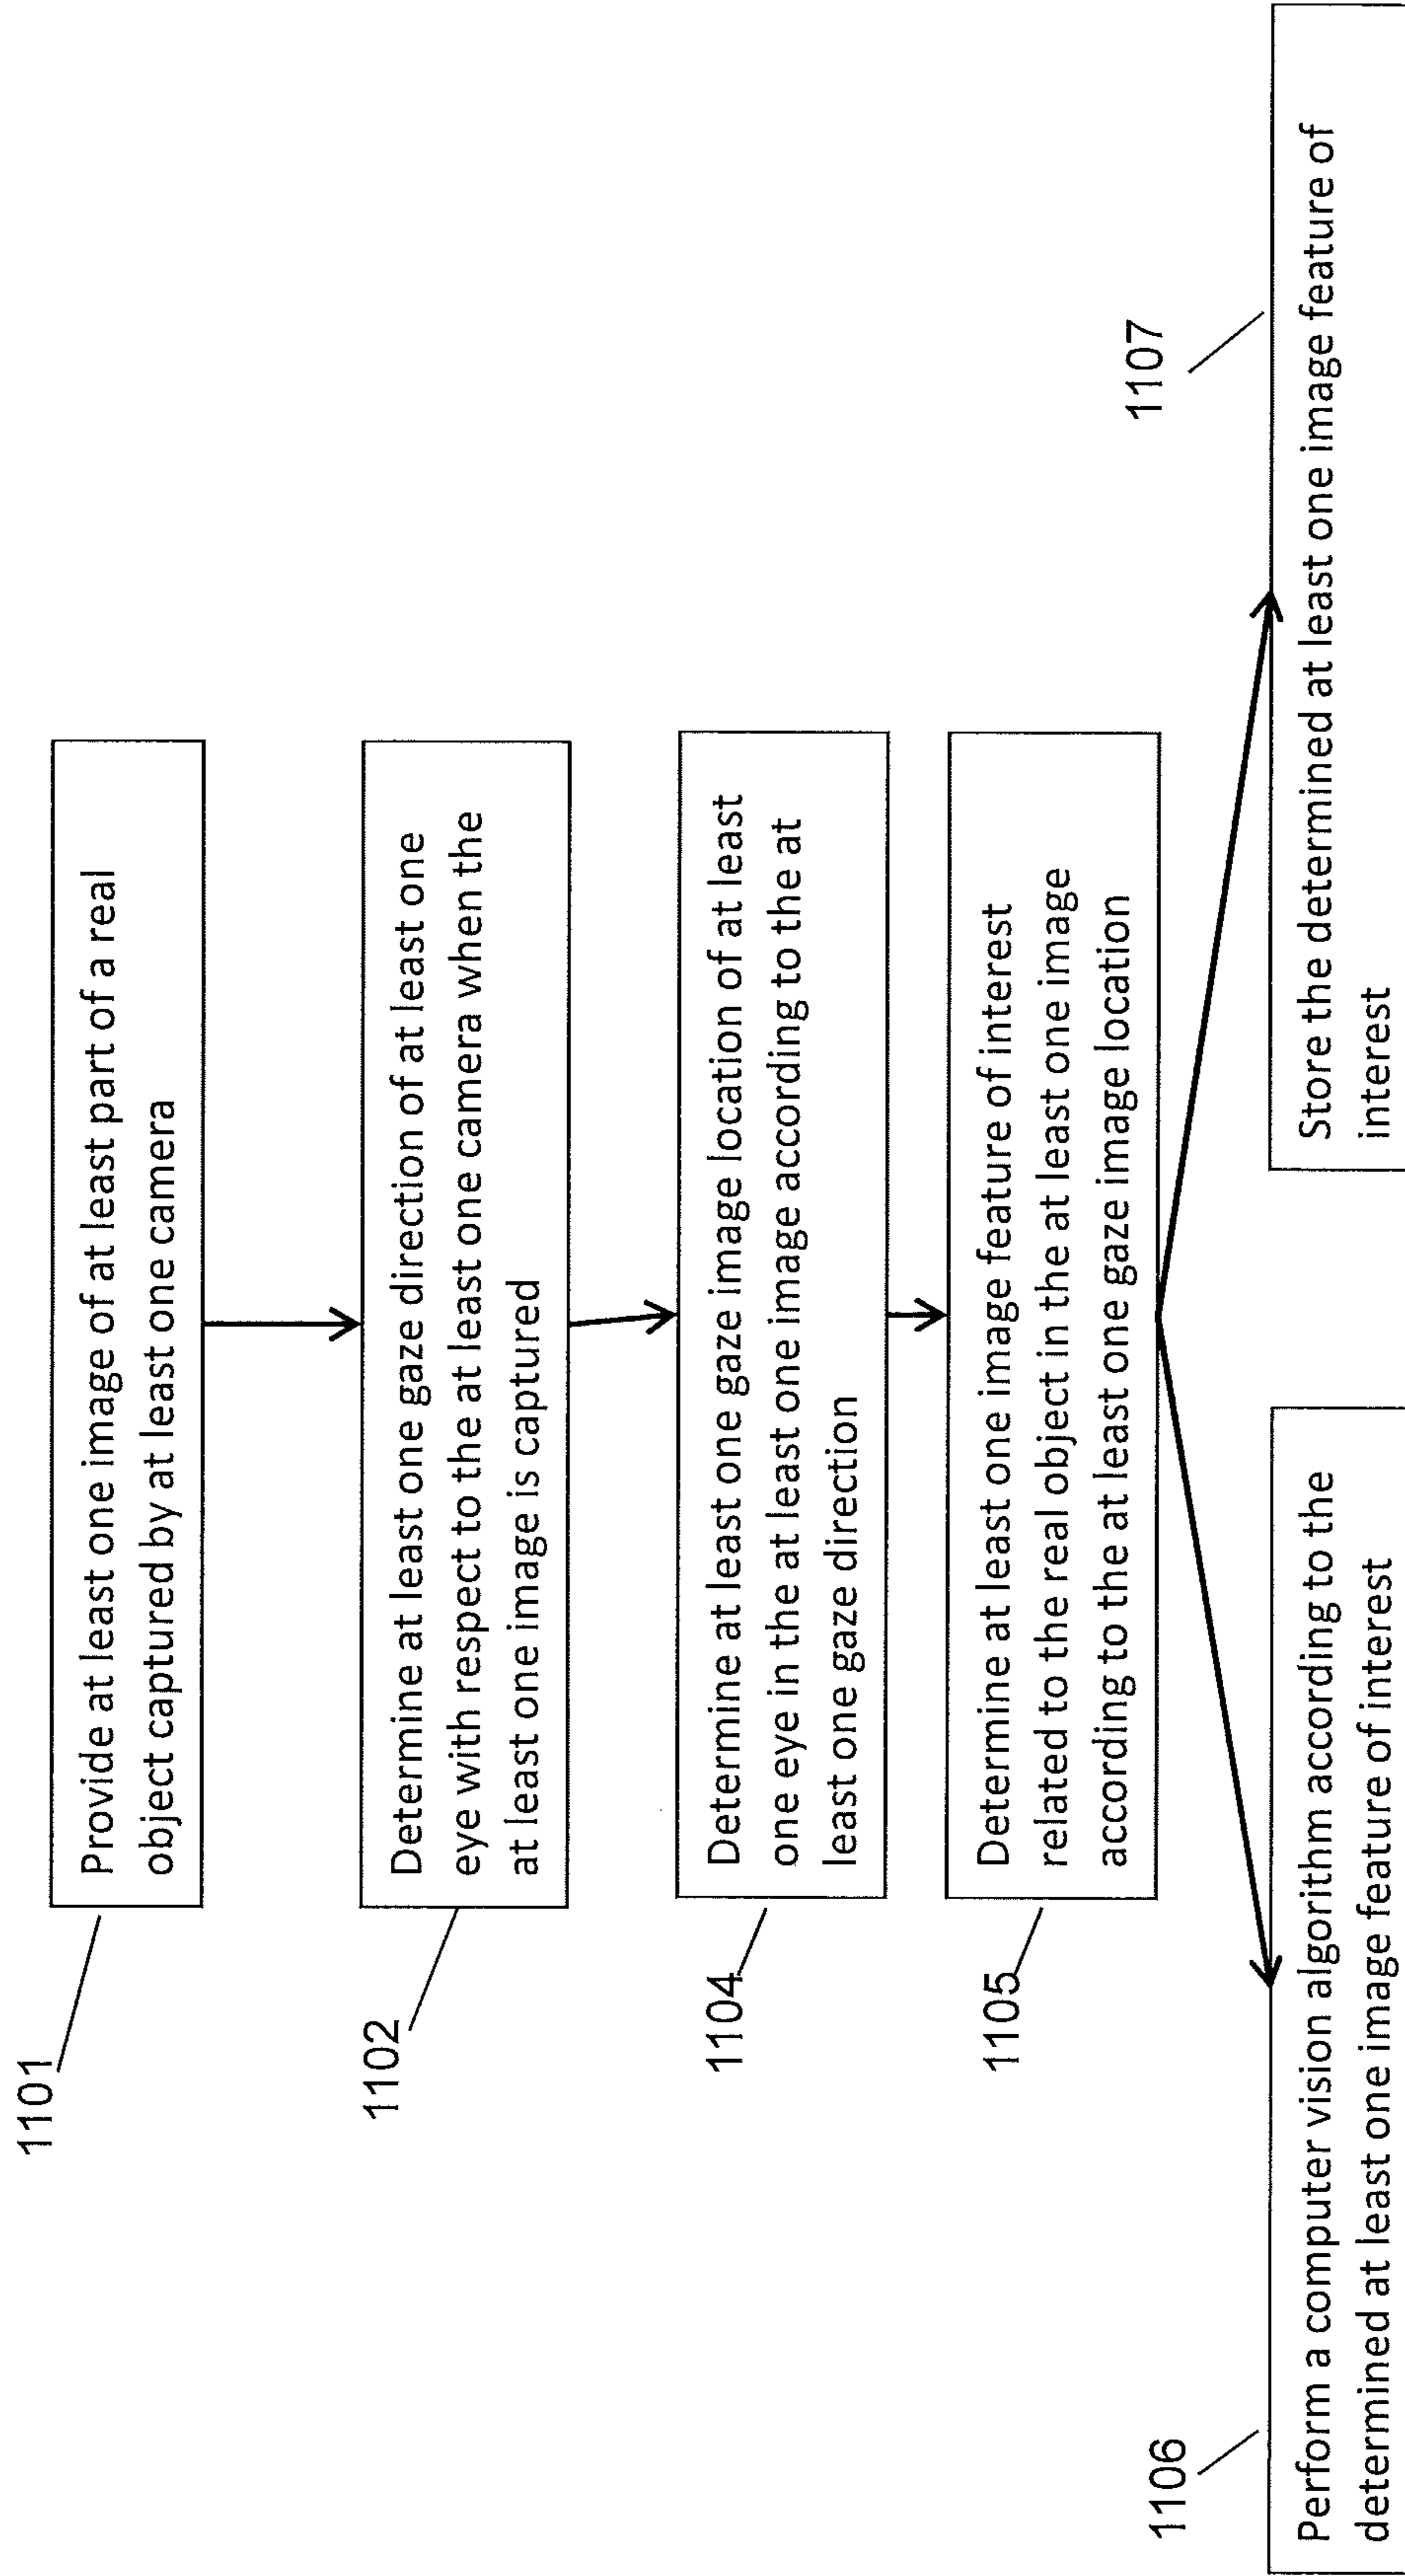 1101
Provide at least one image of at least part of a real
object captured by at least one camera
1102
Determine at least one gaze direction of at least one
eye with respect to the at least one camera when the
at least one image is captured
1104
Determine at least one gaze image location of at least
one eye in the at least one image according to the at
least one gaze direction
1105
Determine at least one image feature of interest
related to the real object in the at least one image
according to the at least one gaze image location
1106
Perform a computer vision algorithm according to the
determined at least one image feature of interest
1107
Store the determined at least one image feature of
interest